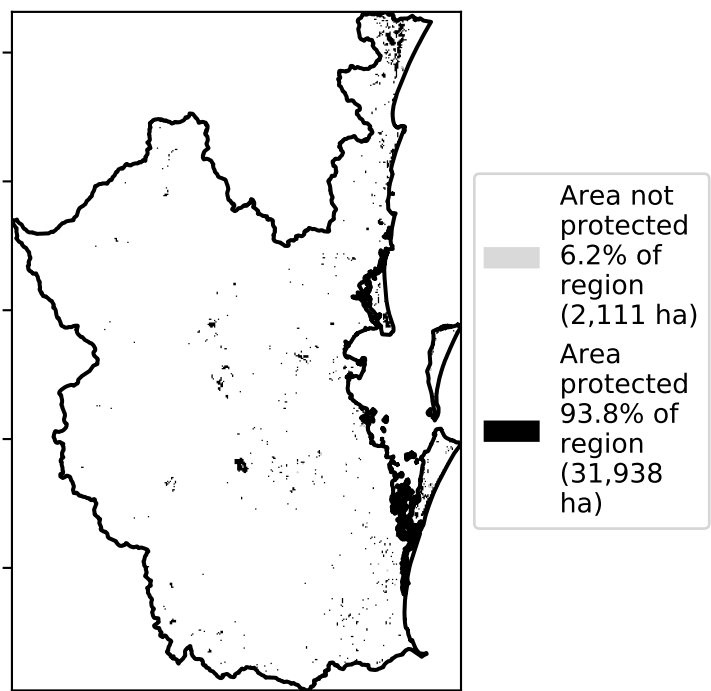 Area not
protected
6.2% of
region
(2,111 ha)
Area
protected
93.8% of
region
(31,938
ha)